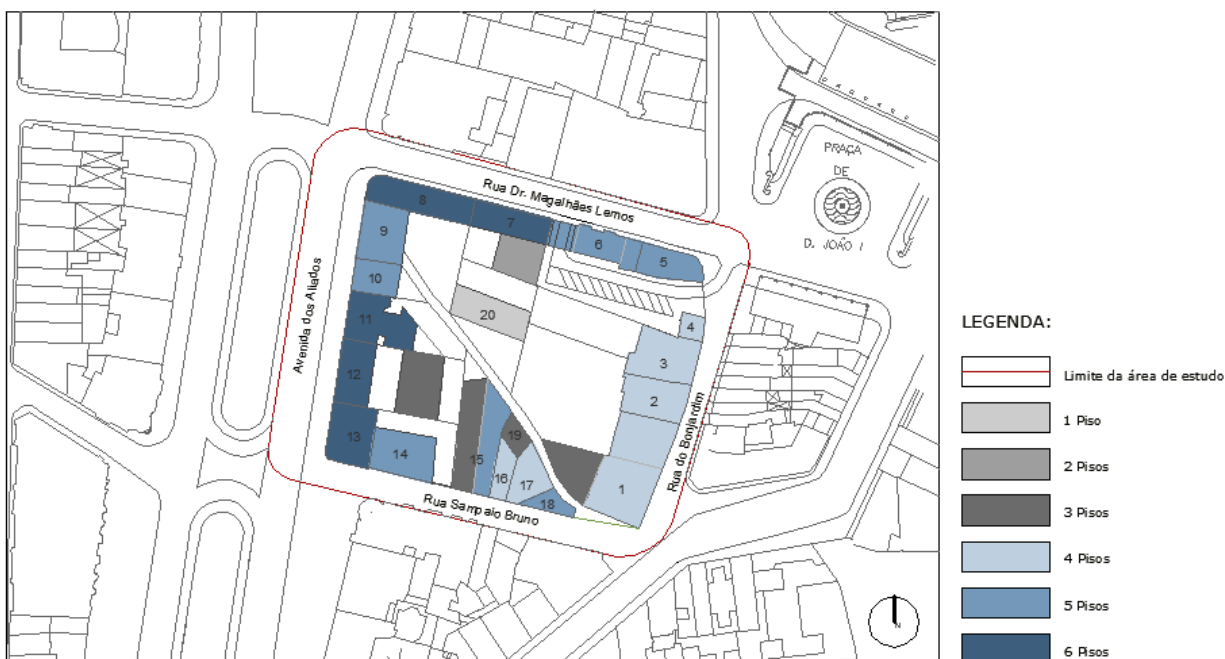 PRAÇA
DE
D. JOÃO I
Rua Dr. Magalhães Lemos
8
7
6
5
9
10
20
4
11
3
Avenida dos Aliados
12
2
Rua do Bonjardim
13
14
15
19
16
17
18
1
Rua Sampaio Bruno
N
LEGENDA:
Limite da área de estudo
1 Piso
2 Pisos
3 Pisos
4 Pisos
5 Pisos
6 Pisos